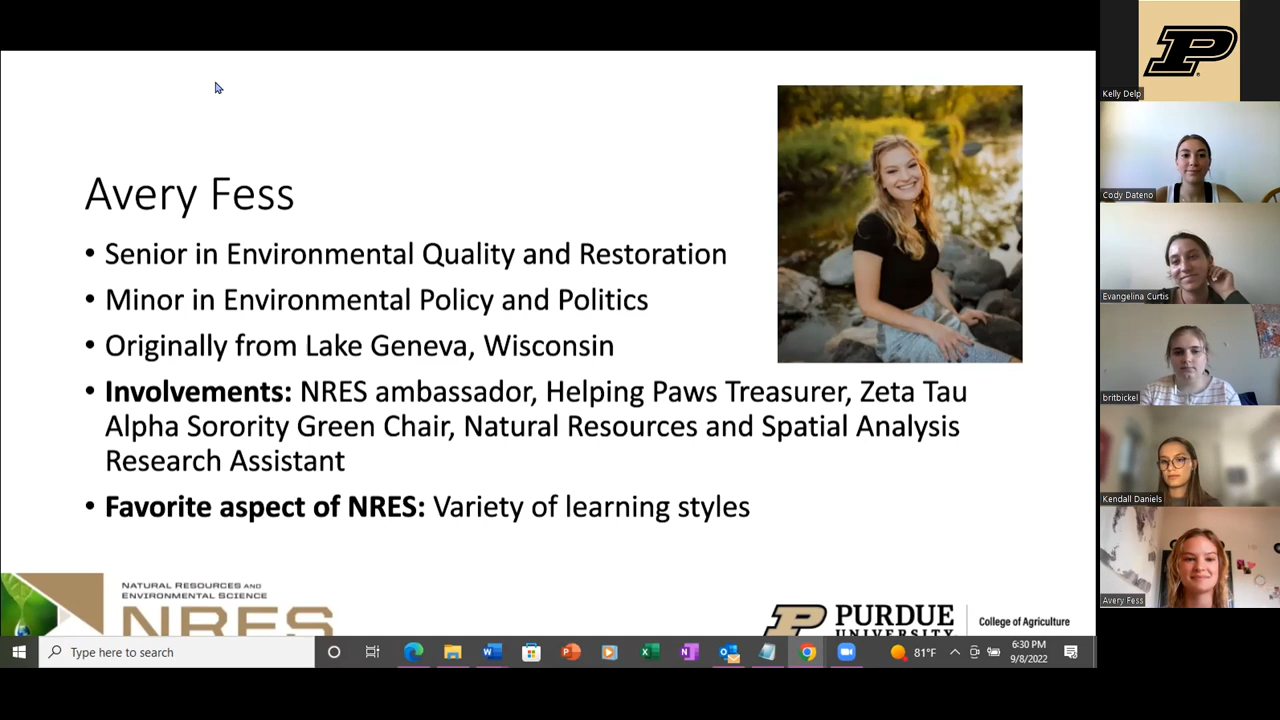 Avery Fess
• Senior in Environmental Quality and Restoration
• Minor in Environmental Policy and Politics
• Originally from Lake Geneva, Wisconsin
• Involvements: NRES ambassador, Helping Paws Treasurer, Zeta Tau
Alpha Sorority Green Chair, Natural Resources and Spatial Analysis
Research Assistant
• Favorite aspect of NRES: Variety of learning styles
NATURAL RESOURCES AND
ENVIRONMENTAL SCIENCE
NRES
P PURDUE
UNIVERSITY
College of Agriculture
Type here to search
81°F
6:30 PM
9/8/2022
P
Kelly Delp
Cody Dateno
Evangelina Curtis
britbickel
Kendall Daniels
Avery Fess